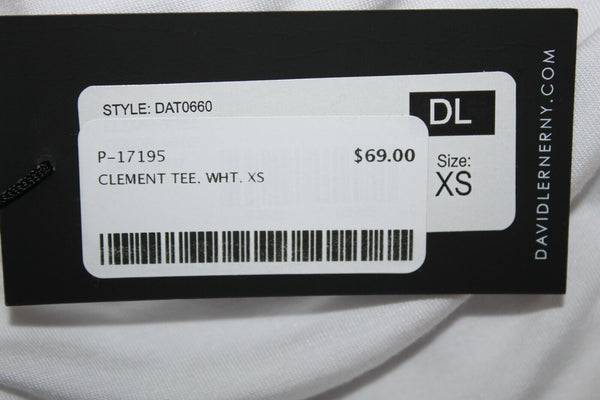 STYLE: DAT0660
DL
P-17195
$69.00
CLEMENT TEE, WHT, XS
Size:
XS
DAVIDLERNERNY.COM